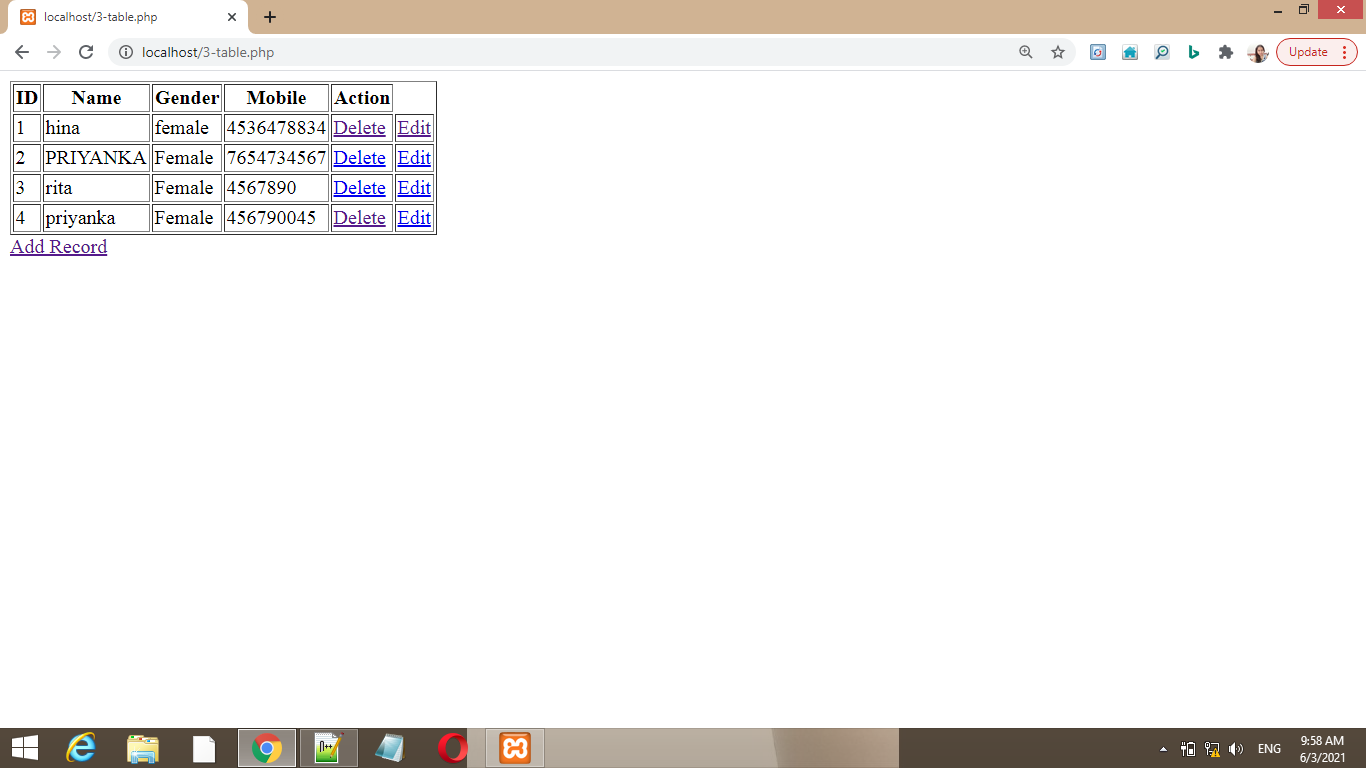 localhost/3-table.php
localhost/3-table.php
Update
ID Name Gender Mobile Action
1 hina female 4536478834 Delete Edit
2 PRIYANKA Female 7654734567 Delete Edit
3 rita Female 4567890 Delete Edit
4 priyanka Female 456790045 Delete Edit
Add Record
N++
ENG
9:58 AM
6/3/2021